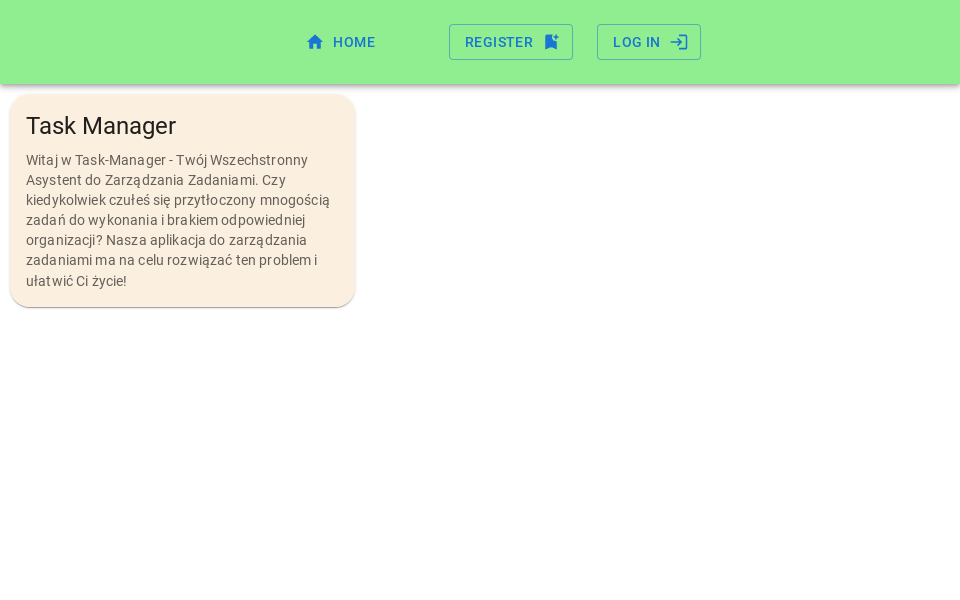 HOME
REGISTER
LOG IN
Task Manager
Witaj w Task-Manager - Twój Wszechstronny
Asystent do Zarządzania Zadaniami. Czy
kiedykolwiek czułeś się przytłoczony mnogością
zadań do wykonania i brakiem odpowiedniej
organizacji? Nasza aplikacja do zarządzania
zadaniami ma na celu rozwiązać ten problem i
ułatwić Ci życie!